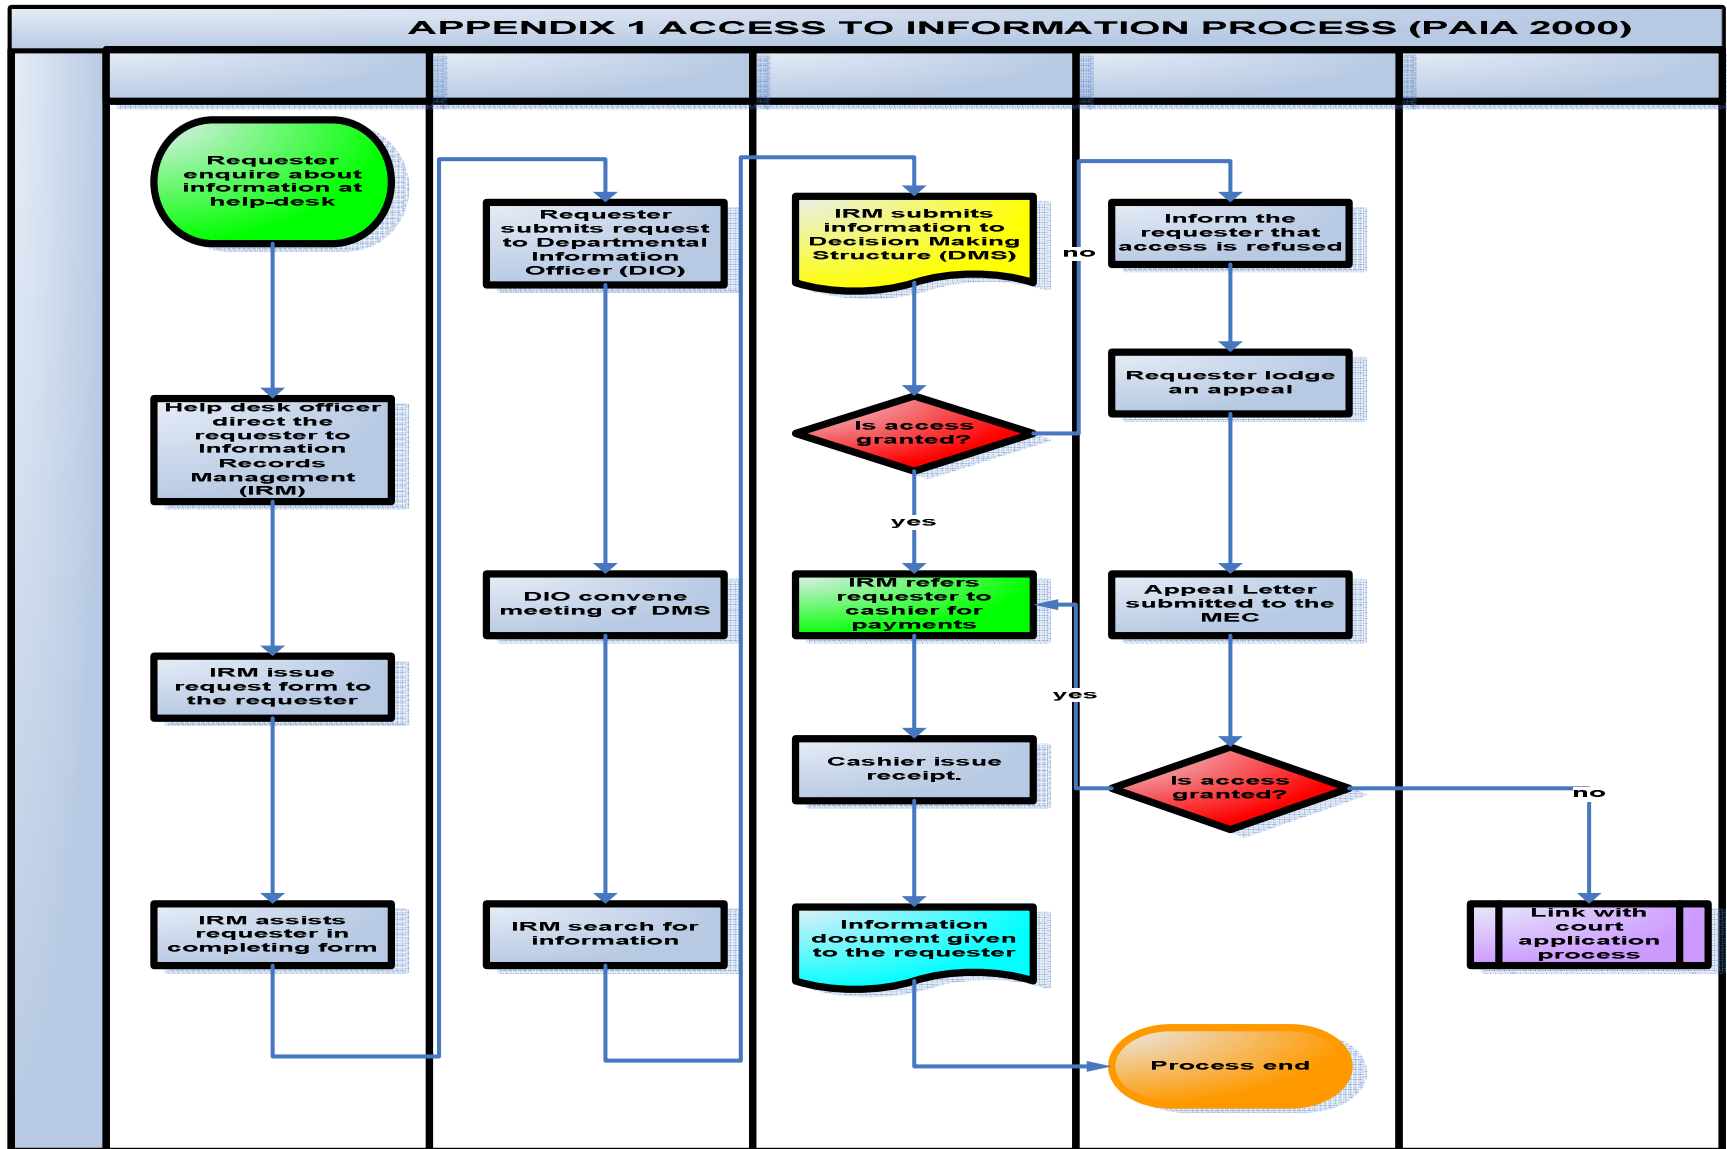 APPENDIX 1 ACCESS TO INFORMATION PROCESS (PAIA 2000)
Requester
enquire about
information at
help-desk
Help desk officer
direct the
requester to
Information
Records
Management
(IRM)
IRM issue
request form to
the requester
IRM assists
requester in
completing form
Requester
submits request
to Departmental
Information
Officer (DIO)
DIO convene
meeting of DMS
IRM search for
information
IRM submits
information to
Decision Making
Structure (DMS)
Is access
granted?
no
yes
IRM refers
requester to
cashier for
payments
Cashier issue
receipt.
Information
document given
to the requester
Inform the
requester that
access is refused
Requester lodge
an appeal
Appeal Letter
submitted to the
MEC
yes
Is access
granted?
no
Link with
court
application
process
Process end